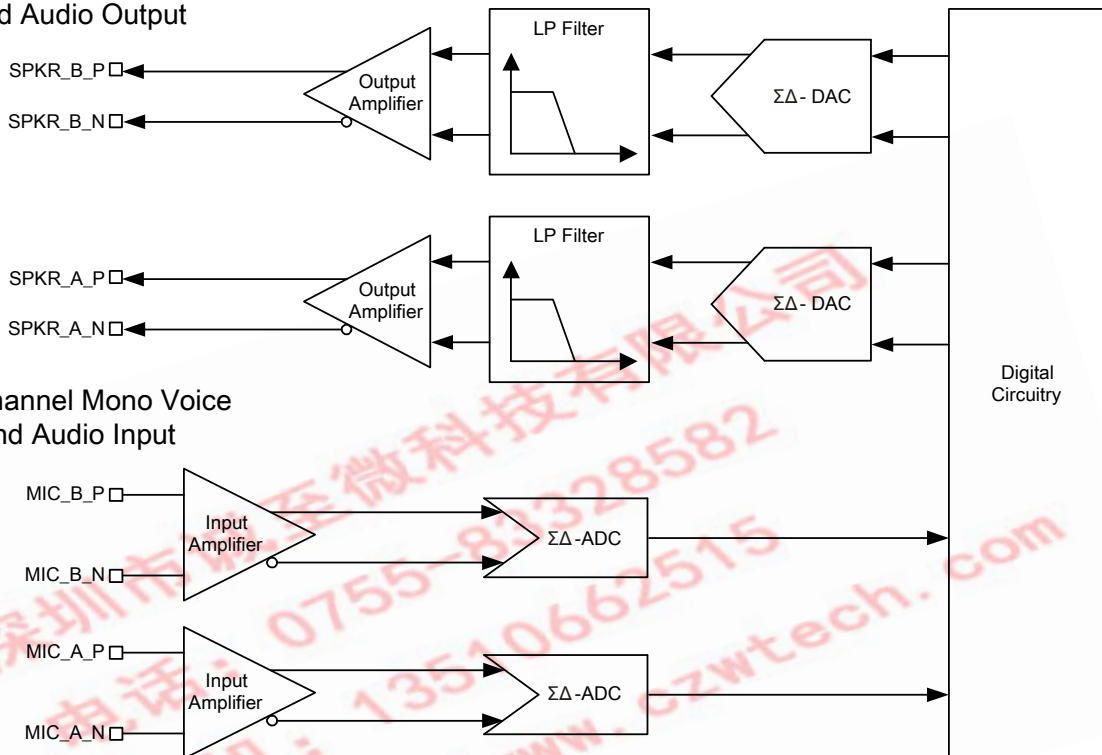 d Audio Output
LP Filter
SPKR_B_P
Output
Amplifier
ΣΔ- DAC
SPKR_B_N
LP Filter
SPKR_A_P
Output
Amplifier
ΣΔ- DAC
SPKR_A_N
Digital
Circuitry
hannel Mono Voice
nd Audio Input
MIC_B_P
Input
Amplifier
ΣΔ-ADC
MIC_B_N
MIC_A_P
Input
Amplifier
ΣΔ-ADC
MIC_A_N
深圳市诚至微科技有限公司
电话：0755-83328582
13510662515
www.czwtech.com